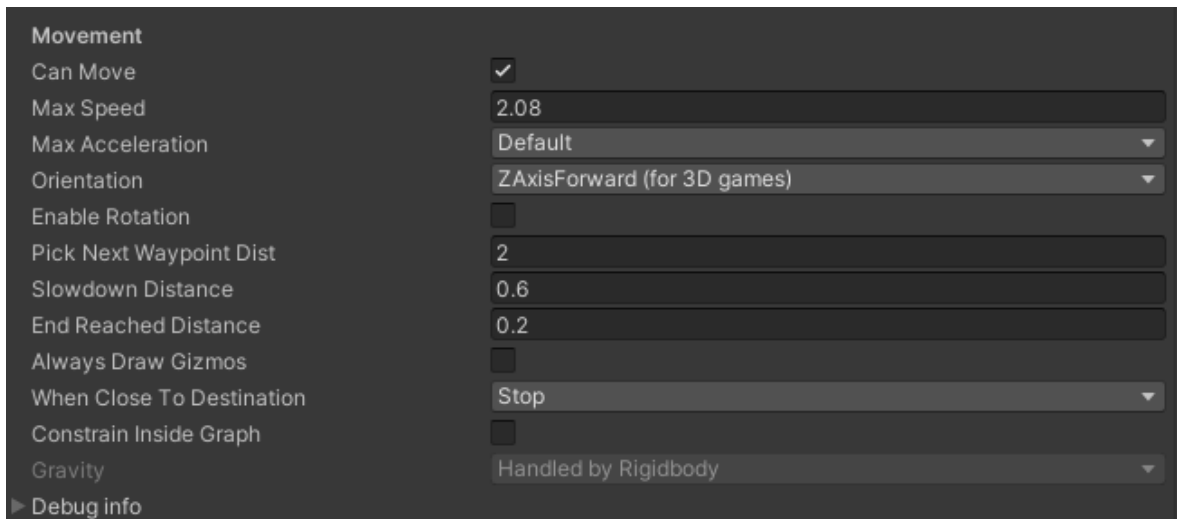 Movement
Can Move
Max Speed 2.08
Max Acceleration Default
Orientation ZAxisForward (for 3D games)
Enable Rotation
Pick Next Waypoint Dist 2
Slowdown Distance 0.6
End Reached Distance 0.2
Always Draw Gizmos
When Close To Destination Stop
Constrain Inside Graph
Gravity Handled by Rigidbody
Debug info